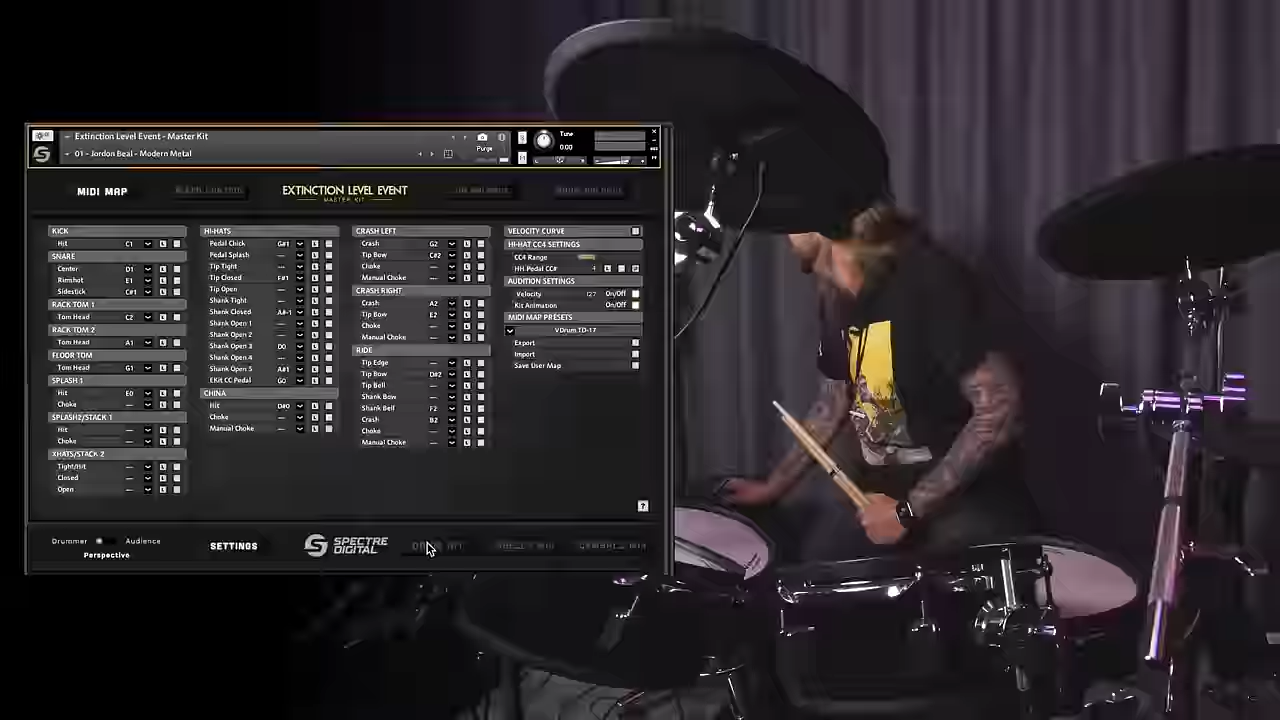 Extinction Level Event - Master Kit
01 - Jordon Beal - Modern Metal
Purge
Tune
0.00
MIDI MAP
EXTINCTION LEVEL EVENT
MASTER KIT
KICK
Hit C1
SNARE
Center D1
Rimshot E1
Sidestick C#1
RACK TOM 1
Tom Head C2
RACK TOM 2
Tom Head A1
FLOOR TOM
Tom Head G1
SPLASH 1
Hit E0
Choke ---
SPLASH2/STACK 1
Hit ---
Choke ---
XHATS/STACK 2
Tight/Hit ---
Closed ---
Open ---
HI-HATS
Pedal Chick G#1
Pedal Splash ---
Tip Tight ---
Tip Closed F#1
Tip Open ---
Shank Tight ---
Shank Closed A#-1
Shank Open 1 ---
Shank Open 2 ---
Shank Open 3 D0
Shank Open 4 ---
Shank Open 5 A#1
EKit CC Pedal G0
CHINA
Hit D#0
Choke ---
Manual Choke ---
CRASH LEFT
Crash G2
Tip Bow C#2
Choke ---
Manual Choke ---
CRASH RIGHT
Crash A2
Tip Bow E2
Choke ---
Manual Choke ---
RIDE
Tip Edge ---
Tip Bow D#2
Tip Bell ---
Shank Bow ---
Shank Bell F2
Crash B2
Choke ---
Manual Choke ---
VELOCITY CURVE
HI-HAT CC4 SETTINGS
CC4 Range
HH Pedal CC# 4
AUDITION SETTINGS
Velocity 127 On/Off
Kit Animation On/Off
MIDI MAP PRESETS
VDrum TD-17
Export
Import
Save User Map
?
Drummer Audience
Perspective
SETTINGS
SPECTRE
DIGITAL